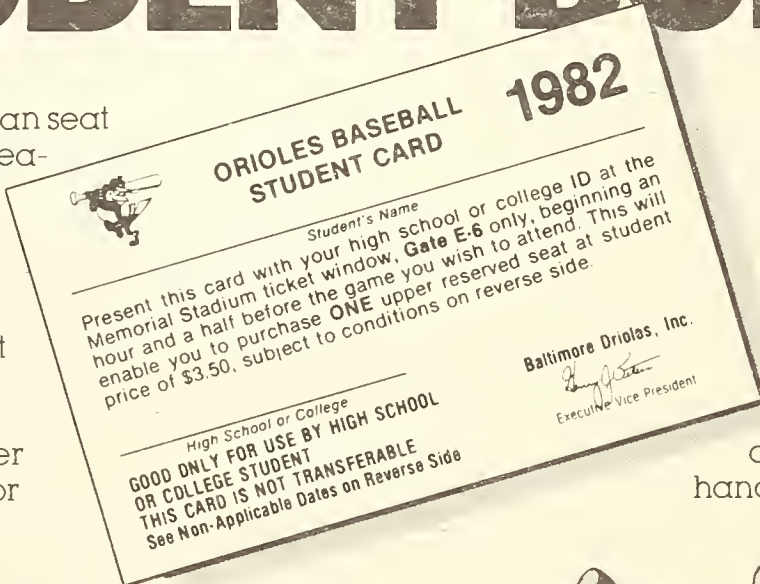 UDENT
an seat
ea-
t
er
or
ORIOLES BASEBALL
STUDENT CARD
1982
Student's Name
Present this card with your high school or college ID at the
Memorial Stadium ticket window, Gate E-6 only, beginning an
hour and a half before the game you wish to attend. This will
enable you to purchase ONE upper reserved seat at student
price of $3.50, subject to conditions on reverse side.
High School or College
GOOD ONLY FOR USE BY HIGH SCHOOL
OR COLLEGE STUDENT
THIS CARD IS NOT TRANSFERABLE
See Non-Applicable Dates on Reverse Side
Baltimore Orioles, Inc.
Executive Vice President
hand